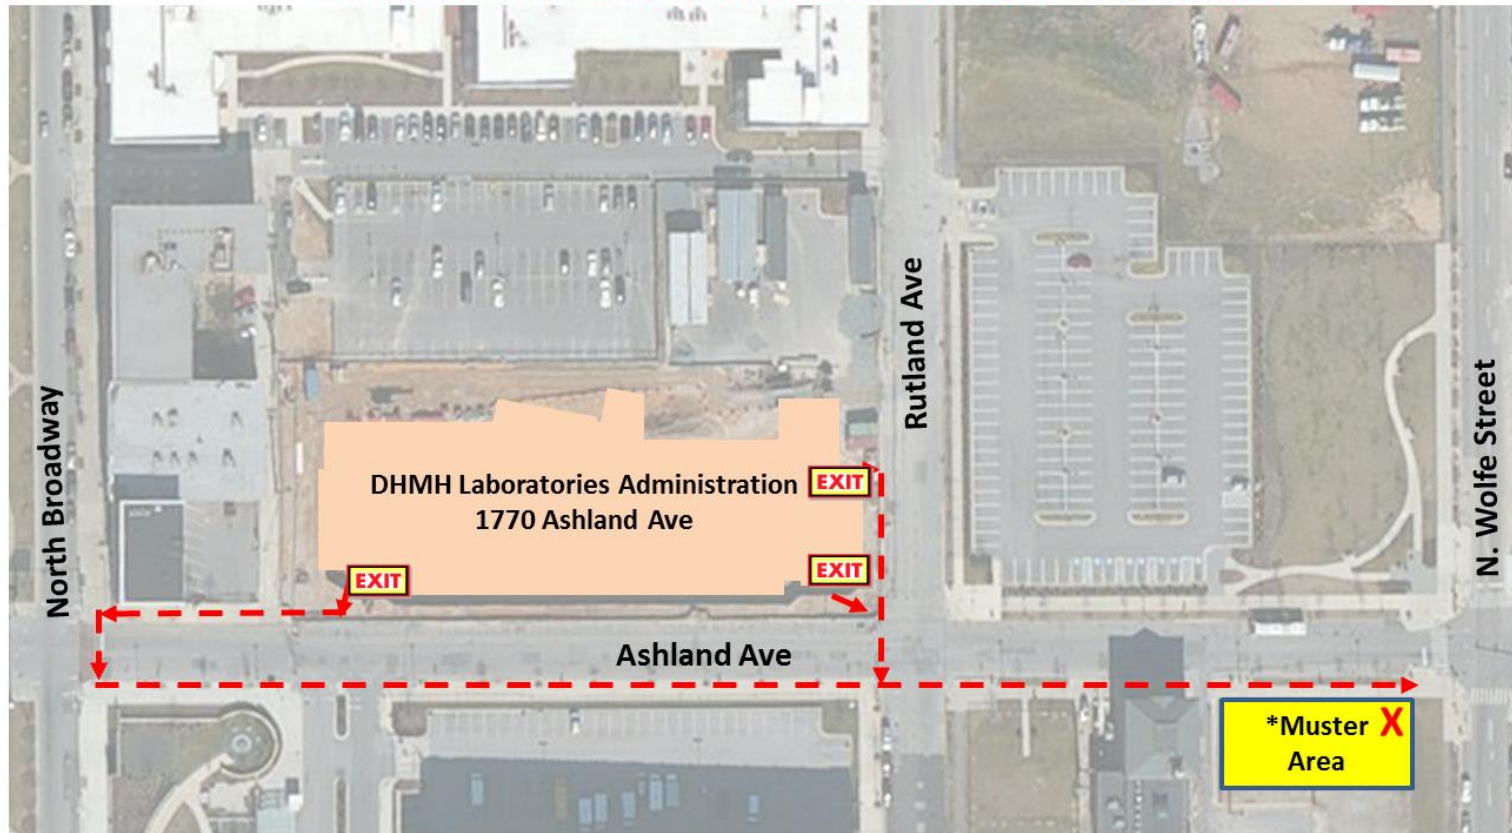 North Broadway
Rutland Ave
N. Wolfe Street
DHMH Laboratories Administration
1770 Ashland Ave
EXIT
EXIT
EXIT
Ashland Ave
*Muster X
Area